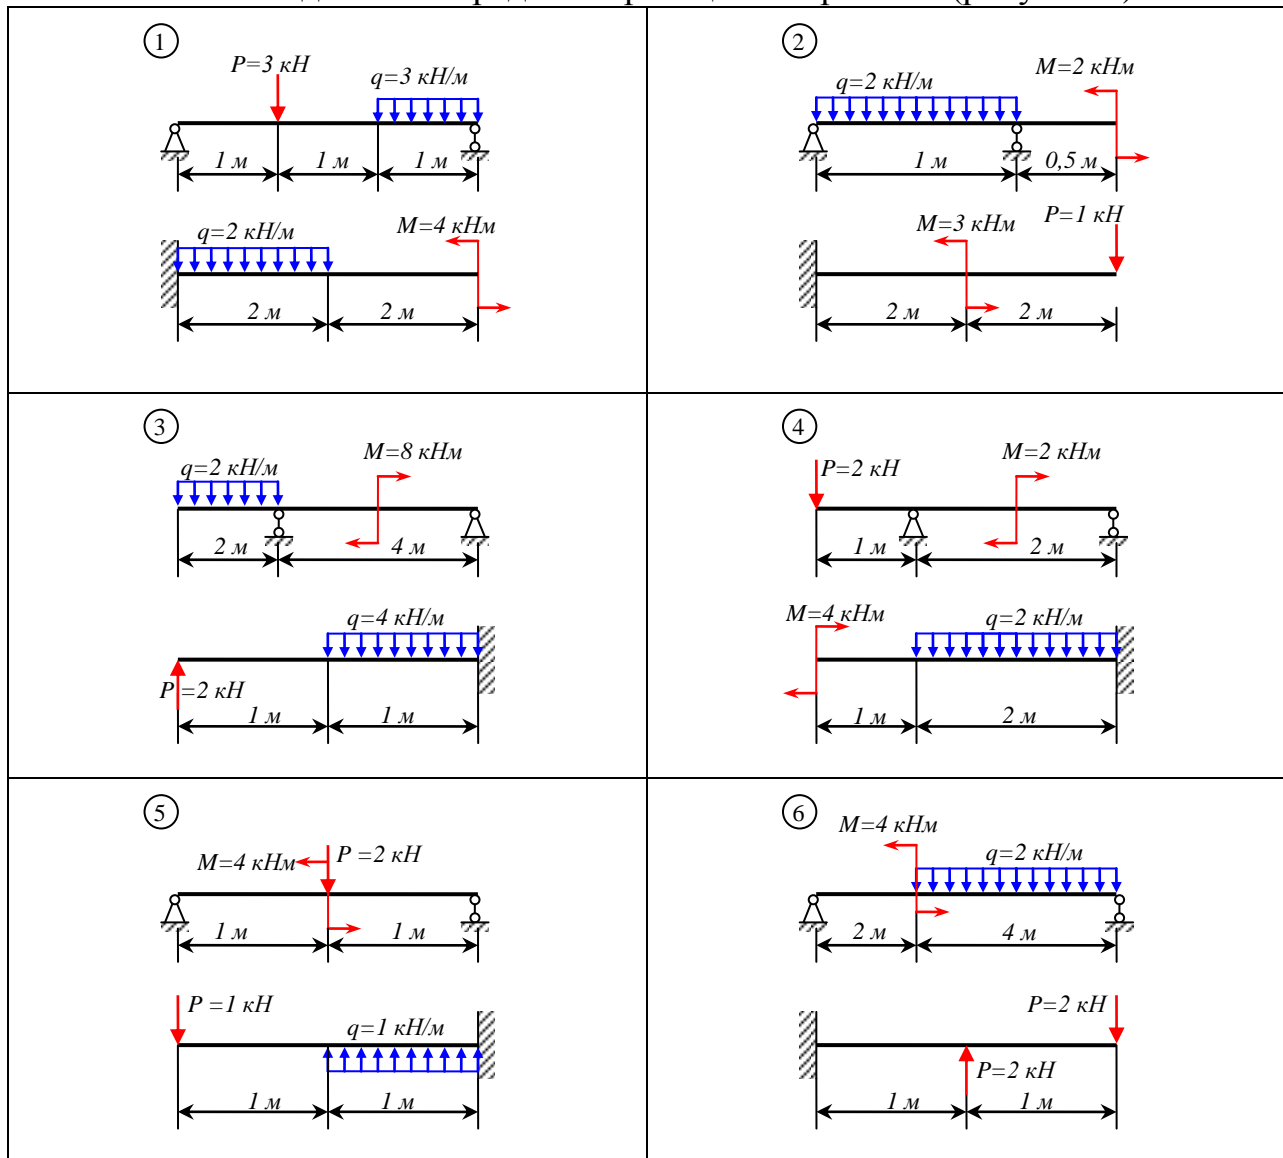 1
P=3 кН
q=3 кН/м
1 м
1 м
1 м
q=2 кН/м
M=4 кНм
2 м
2 м
2
q=2 кН/м
M=2 кНм
1 м
0,5 м
M=3 кНм
P=1 кН
2 м
2 м
3
q=2 кН/м
M=8 кНм
2 м
4 м
q=4 кН/м
P =2 кН
1 м
1 м
4
P=2 кН
M=2 кНм
1 м
2 м
M=4 кНм
q=2 кН/м
1 м
2 м
5
M=4 кНм
P =2 кН
1 м
1 м
P =1 кН
q=1 кН/м
1 м
1 м
6
M=4 кНм
q=2 кН/м
2 м
4 м
P=2 кН
P=2 кН
1 м
1 м